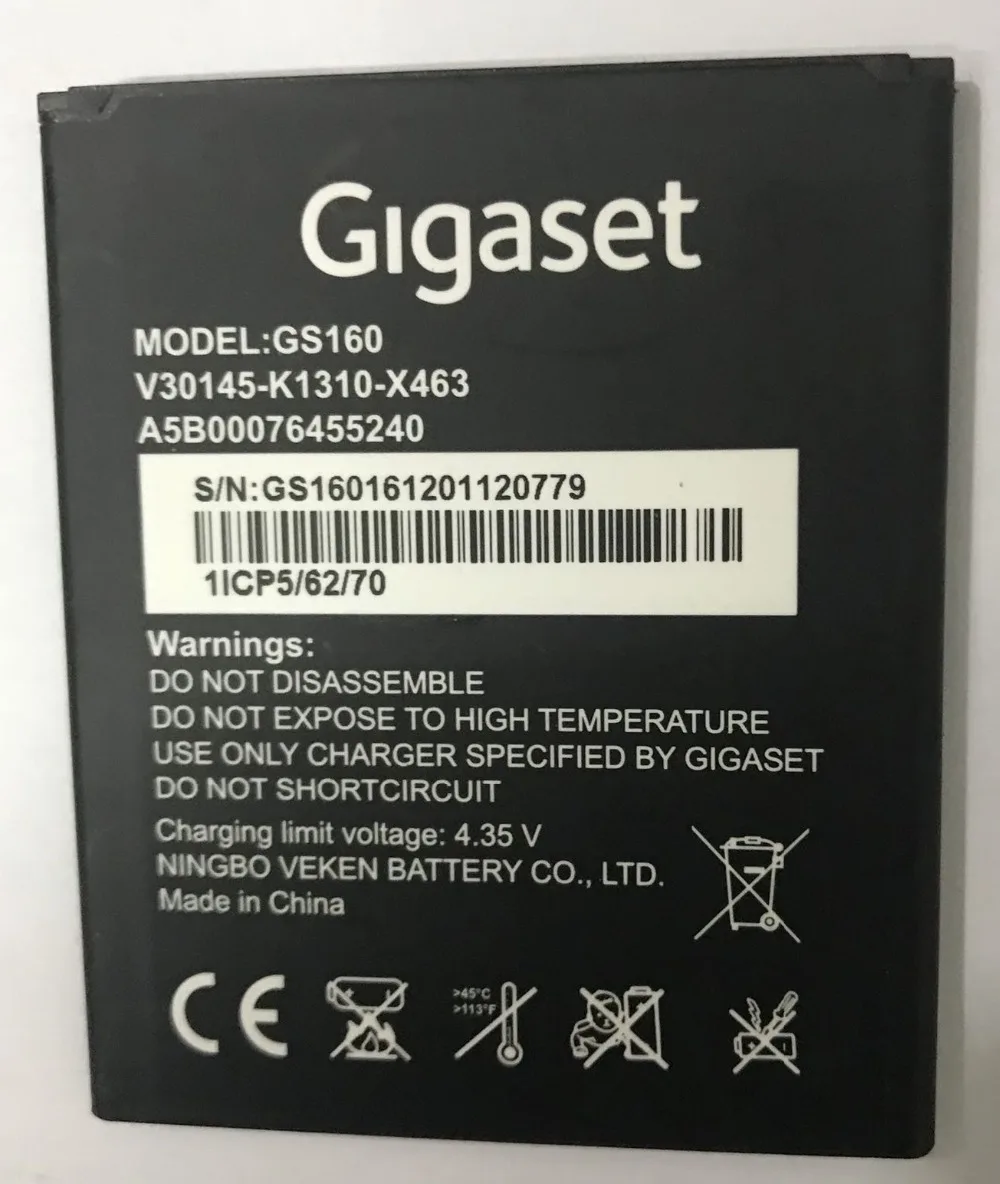 Gigaset
MODEL:GS160
V30145-K1310-X463
A5B00076455240
S/N:GS160161201120779
1ICP5/62/70
Warnings:
DO NOT DISASSEMBLE
DO NOT EXPOSE TO HIGH TEMPERATURE
USE ONLY CHARGER SPECIFIED BY GIGASET
DO NOT SHORTCIRCUIT
Charging limit voltage: 4.35 V
NINGBO VEKEN BATTERY CO., LTD.
Made in China
CE
>45°C
>113°F